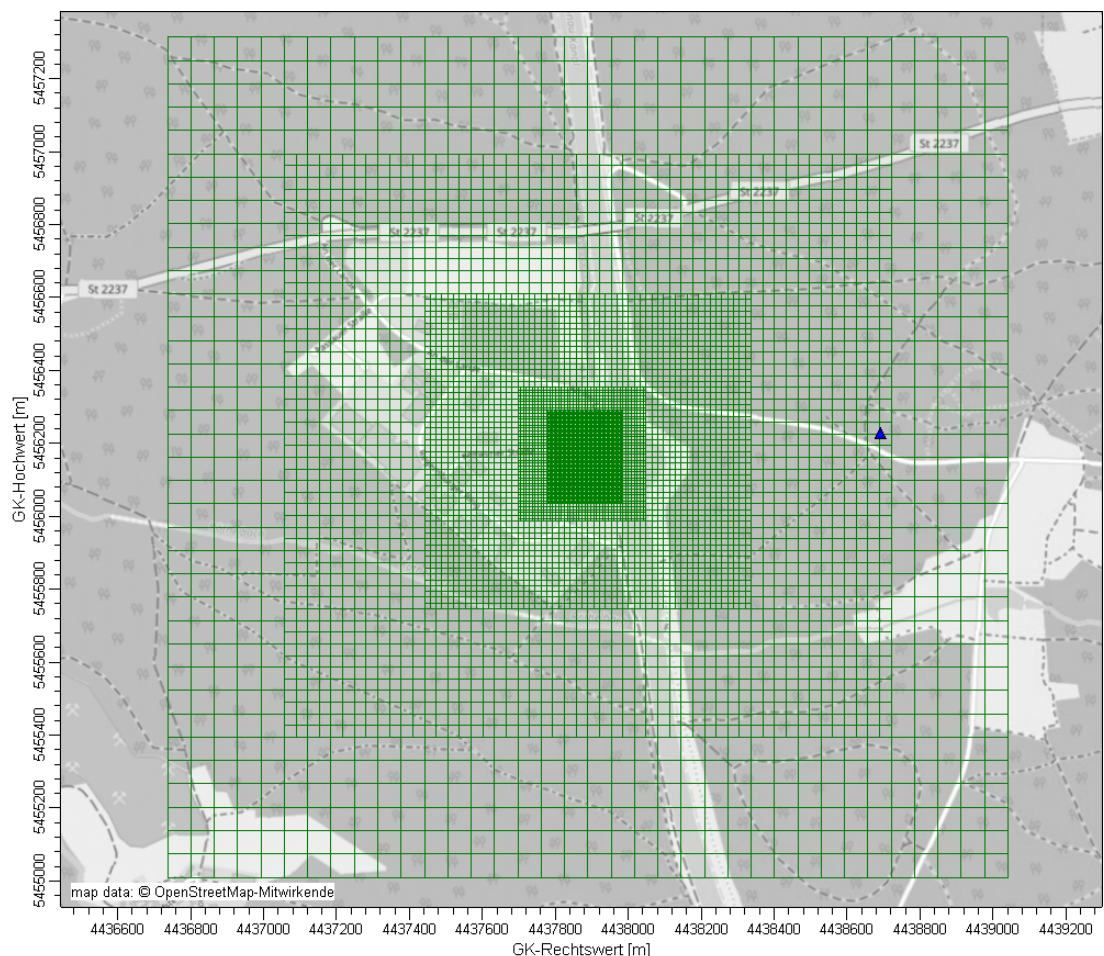 5457200
5457000
5456800
5456600
5456400
5456200
5456000
5455800
5455600
5455400
5455200
5455000
GK-Hochwert [m]
St 2237
St 2237
St 2237
St 2237
St 2237
St 2237
map data: © OpenStreetMap-Mitwirkende
4436600 4436800 4437000 4437200 4437400 4437600 4437800 4438000 4438200 4438400 4438600 4438800 4439000 4439200
GK-Rechtswert [m]